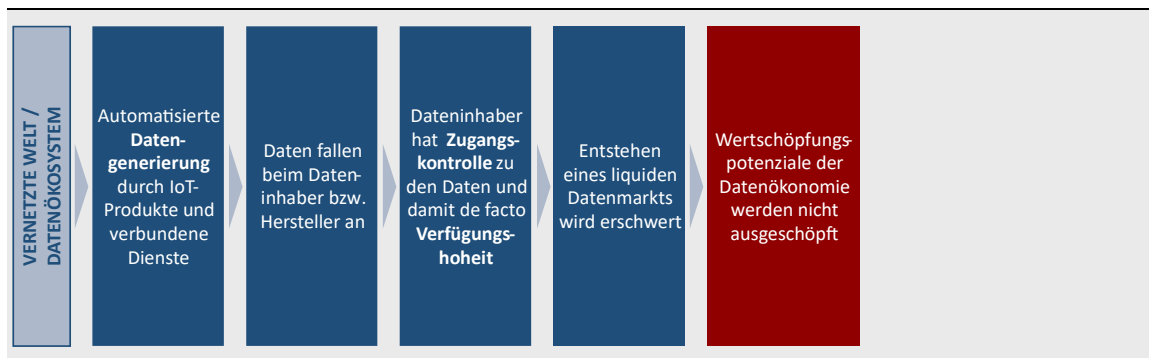 VERNETZTE WELT /
DATENÖKOSYSTEM
Automatisierte
Daten-
generierung
durch IoT-
Produkte und
verbundene
Dienste
Daten fallen
beim Daten-
inhaber bzw.
Hersteller an
Dateninhaber
hat Zugangs-
kontrolle zu
den Daten und
damit de facto
Verfügungs-
hoheit
Entstehen
eines liquiden
Datenmarkts
wird erschwert
Wertschöpfungs-
potenziale der
Datenökonomie
werden nicht
ausgeschöpft